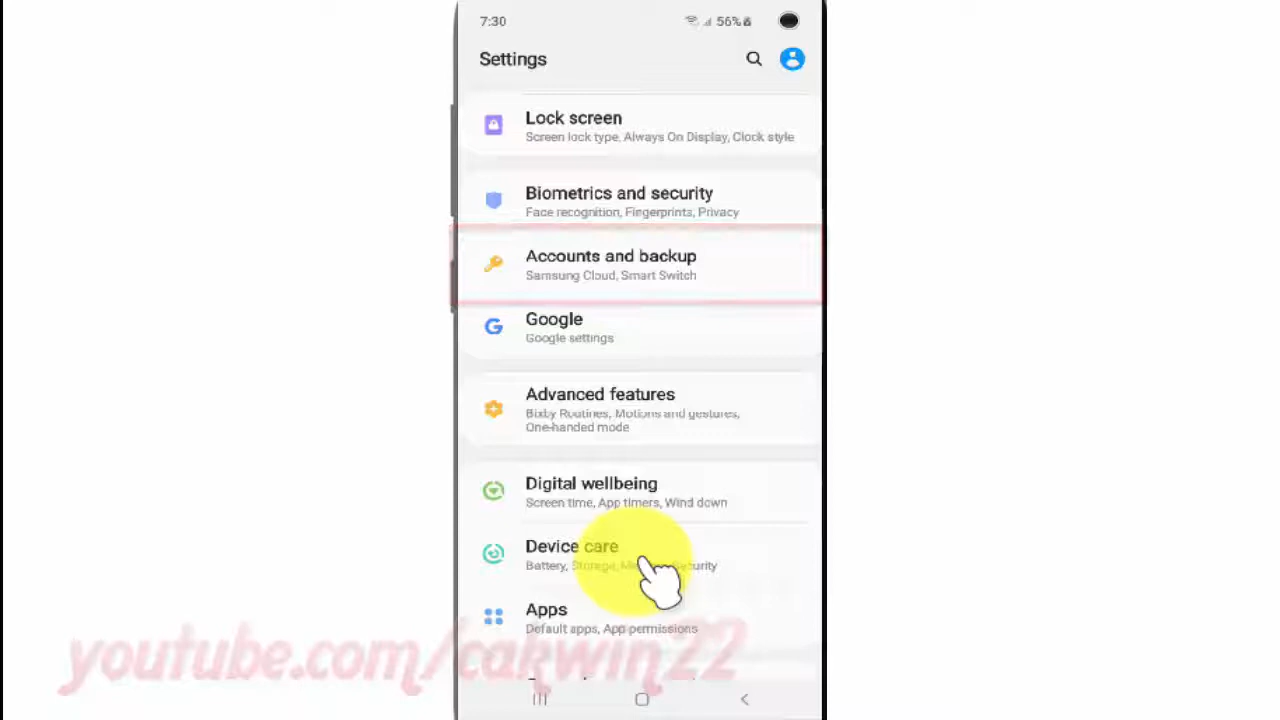 7:30
56%
Settings
Lock screen
Screen lock type, Always On Display, Clock style
Biometrics and security
Face recognition, Fingerprints, Privacy
Accounts and backup
Samsung Cloud, Smart Switch
Google
Google settings
Advanced features
Bixby Routines, Motions and gestures,
One-handed mode
Digital wellbeing
Screen time, App timers, Wind down
Device care
Battery, Storage, Security
Apps
Default apps, App permissions
youtube.com/cakwin22